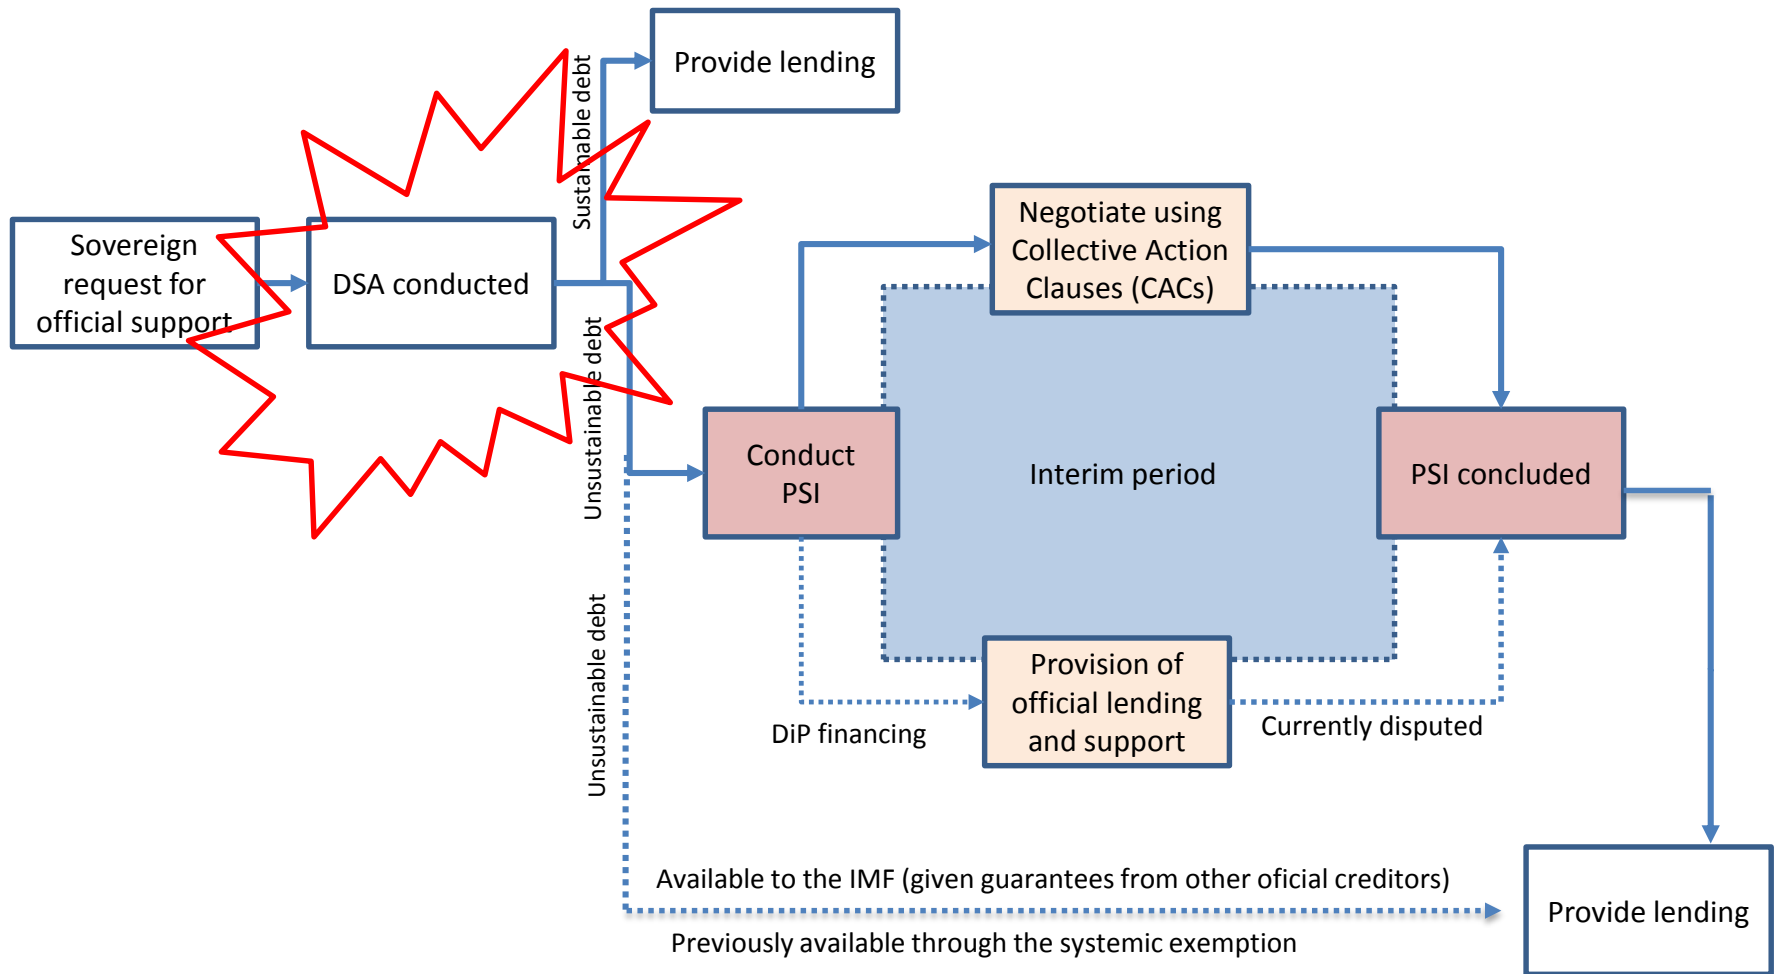 Provide lending
Sustainable debt
Sovereign
request for
official support
DSA conducted
Negotiate using
Collective Action
Clauses (CACs)
Unsustainable debt
Conduct
PSI
Interim period
PSI concluded
Unsustainable debt
Provision of
official lending
and support
DiP financing
Currently disputed
Available to the IMF (given guarantees from other oficial creditors)
Previously available through the systemic exemption
Provide lending